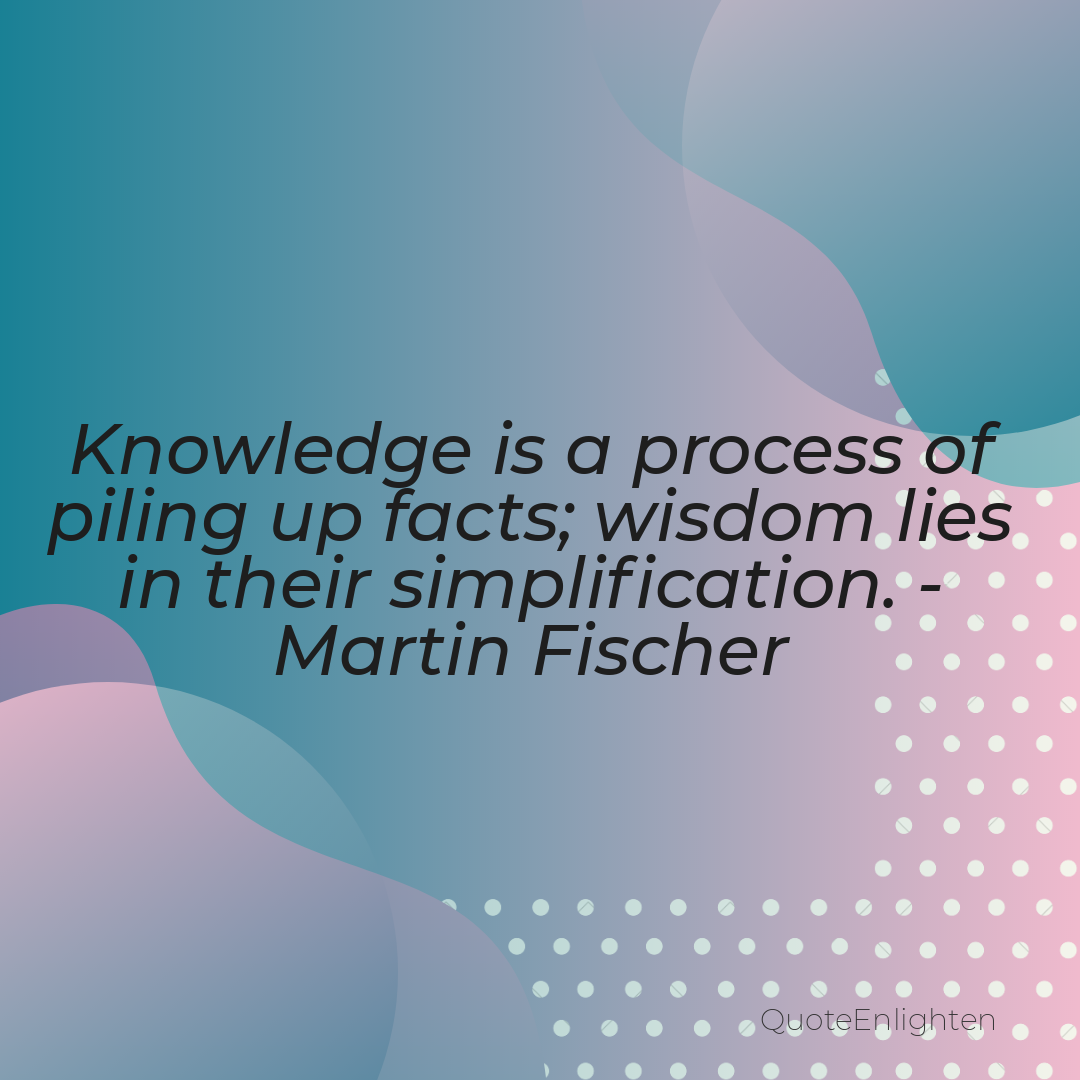 Knowledge is a process of
piling up facts; wisdom lies
in their simplification. -
Martin Fischer
QuoteEnlighten